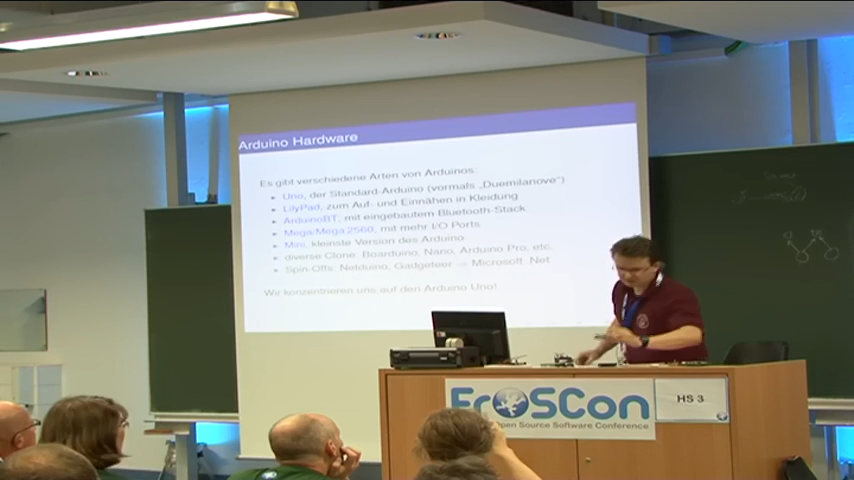 Arduino Hardware
Es gibt verschiedene Arten von Arduinos:
Uno, der Standard-Arduino (vormals „Duemilanove“)
LilyPad, zum Auf- und Einnähen in Kleidung
ArduinoBT, mit eingebautem Bluetooth-Stack
Mega/Mega 2560, mit mehr I/O Ports
Mini, kleinste Version des Arduino
diverse Clone: Boarduino, Nano, Arduino Pro, etc.
Spin-Offs: Netduino, Gadgeteer → Microsoft .Net
Wir konzentrieren uns auf den Arduino Uno!
FrOSCon
Open Source Software Conference
HS 3